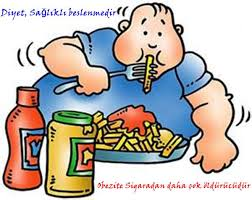 Diyet, Sağlıklı beslenmedir
Obezite Sigaradan daha çok öldürücüdür